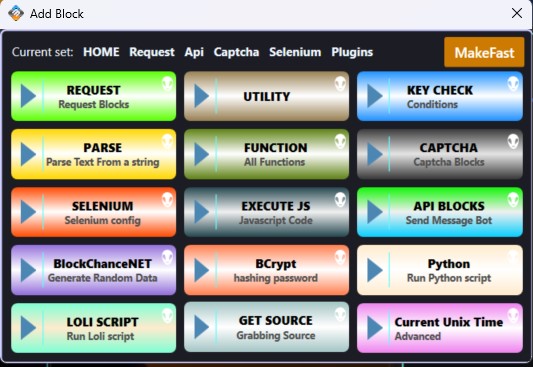 Add Block
Current set: HOME Request Api Captcha Selenium Plugins MakeFast
REQUEST
Request Blocks
UTILITY
KEY CHECK
Conditions
PARSE
Parse Text From a string
FUNCTION
All Functions
CAPTCHA
Captcha Blocks
SELENIUM
Selenium config
EXECUTE JS
Javascript Code
API BLOCKS
Send Message Bot
BlockChanceNET
Generate Random Data
BCrypt
hashing password
Python
Run Python script
LOLI SCRIPT
Run Loli script
GET SOURCE
Grabbing Source
Current Unix Time
Advanced